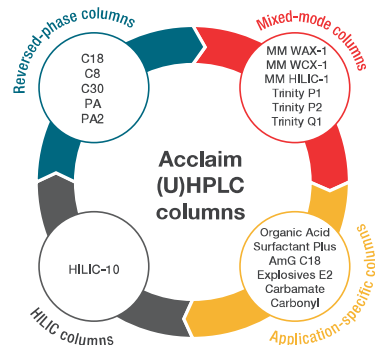 Reversed-phase columns
C18
C8
C30
PA
PA2
Mixed-mode columns
MM WAX-1
MM WCX-1
MM HILIC-1
Trinity P1
Trinity P2
Trinity Q1
Acclaim
(U)HPLC
columns
HILIC-10
HILIC columns
Organic Acid
Surfactant Plus
AmG C18
Explosives E2
Carbamate
Carbonyl
Application-specific columns